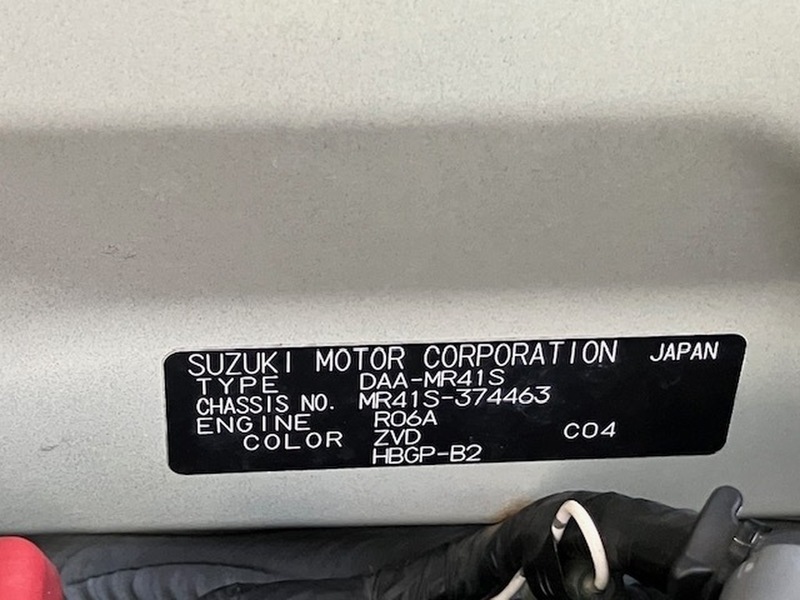 SUZUKI MOTOR CORPORATION JAPAN
TYPE DAA-MR41S
CHASSIS NO. MR41S-374463
ENGINE R06A
COLOR ZVD C04
HBGP-B2